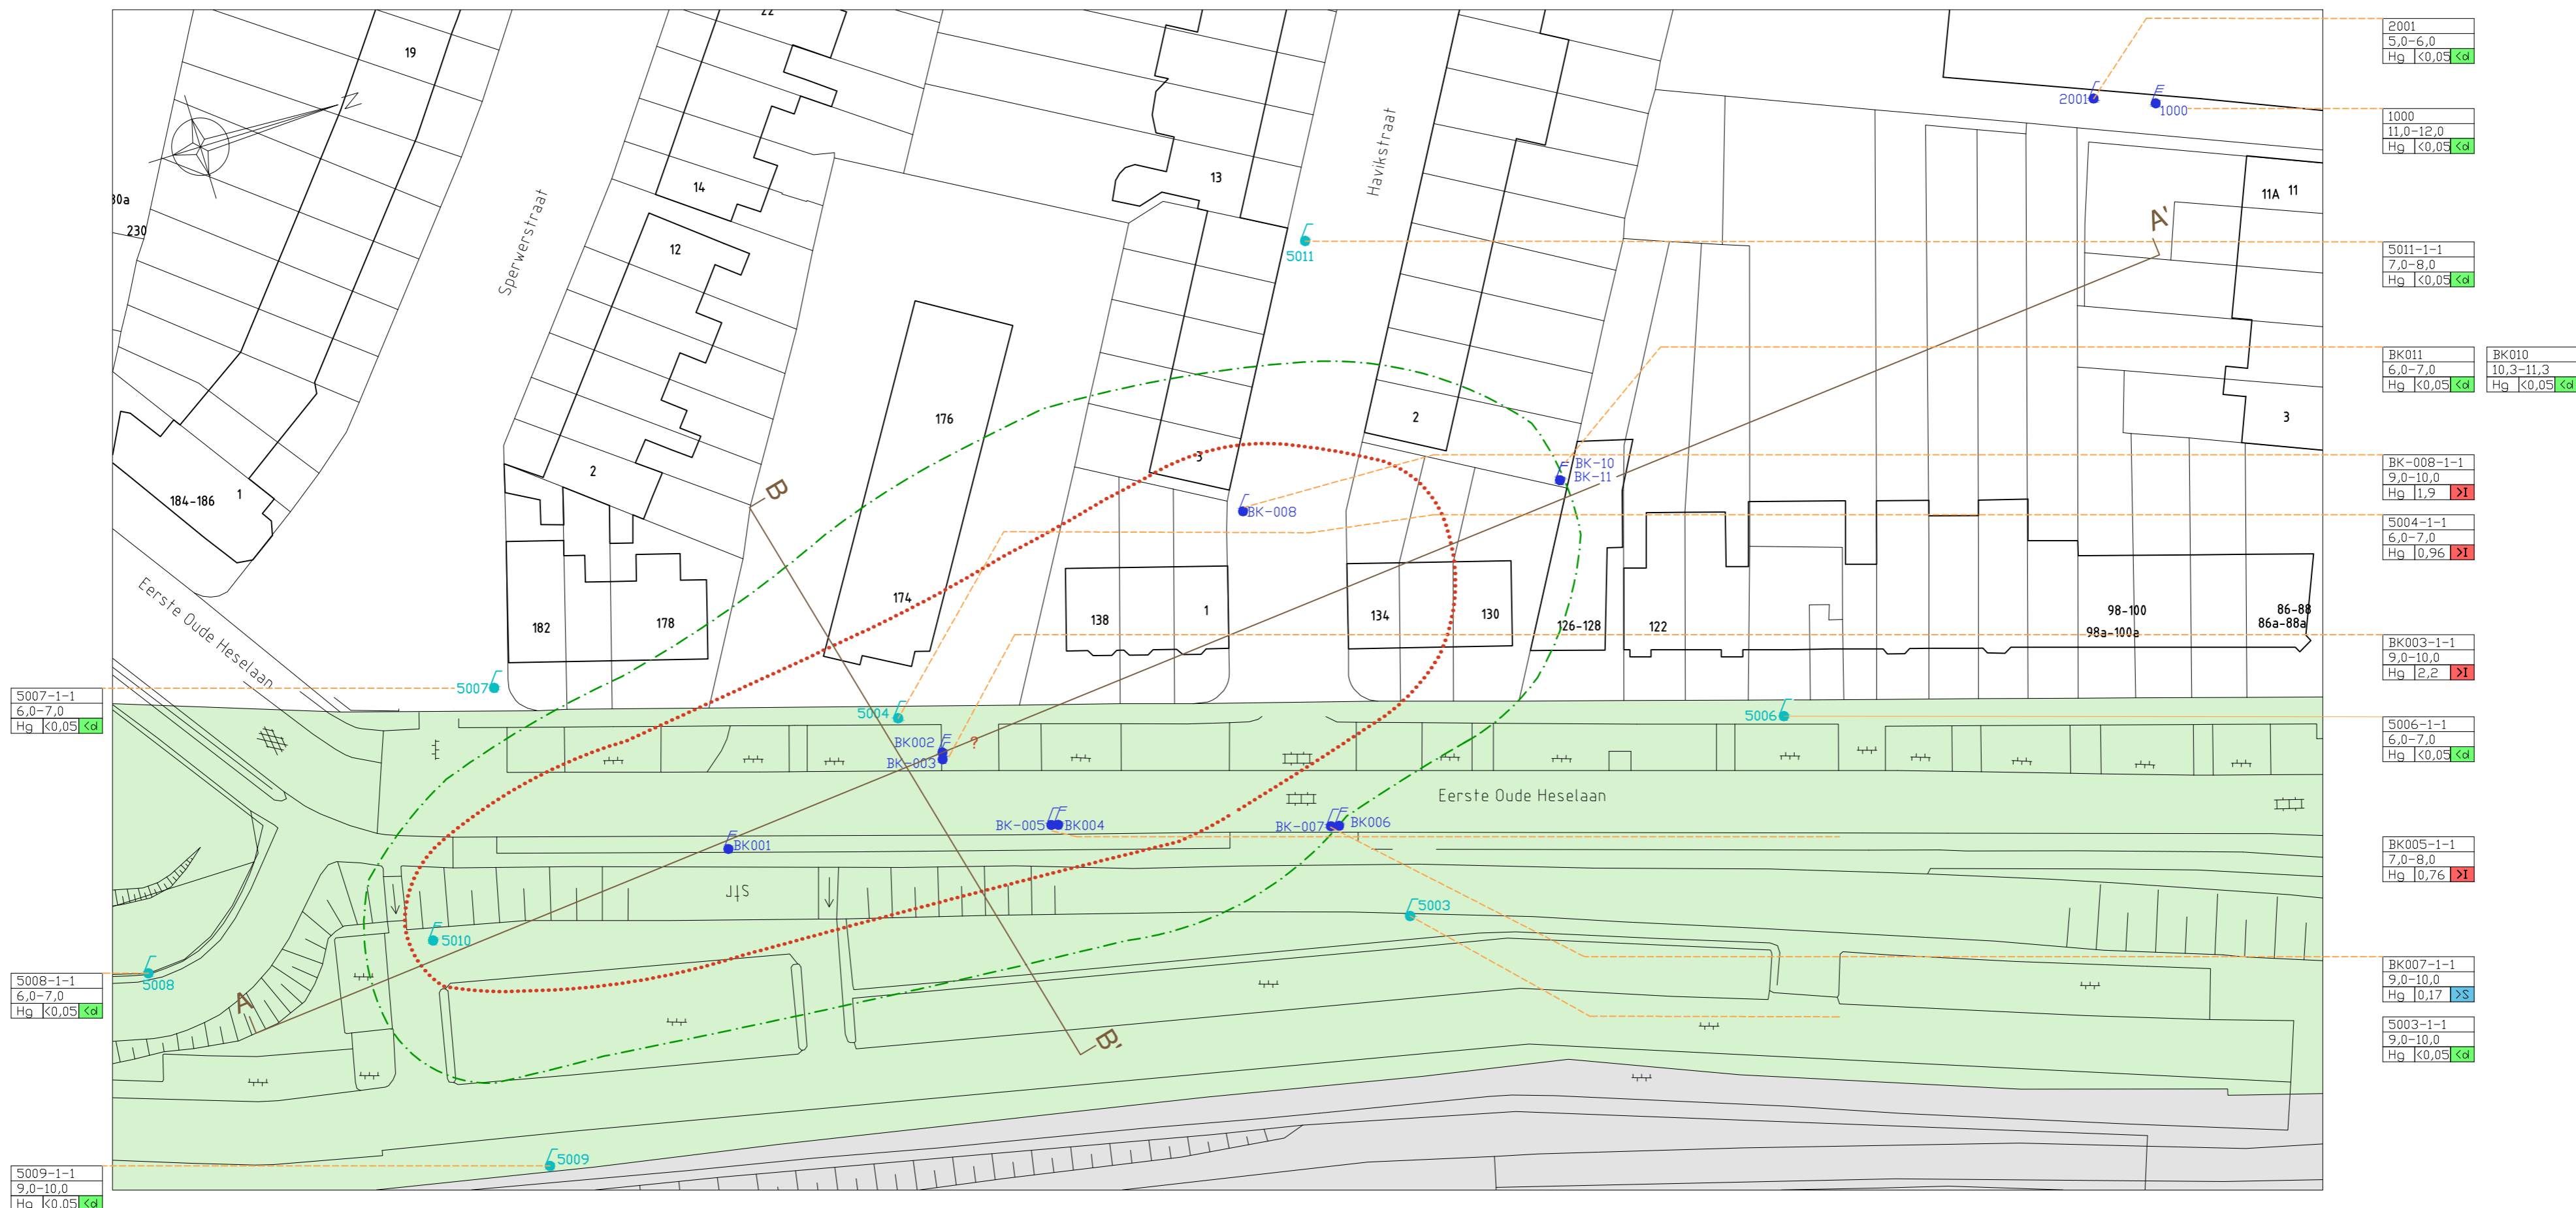 22
19
2001
5,0-6,0
Hg <0,05 <d
2001
1000
1000
11,0-12,0
Hg <0,05 <d
N
Havikstraat
13
14
11A 11
230
Sperwerstraat
A'
12
5011
5011-1-1
7,0-8,0
Hg <0,05 <d
BK011
6,0-7,0
Hg <0,05 <d
BK010
10,3-11,3
Hg <0,05 <d
176
2
3
3
2
BK-10
BK-11
BK-008-1-1
9,0-10,0
Hg 1,9 >I
184-186 1
B
BK-008
5004-1-1
6,0-7,0
Hg 0,96 >I
Eerste Oude Heselaan
174
182
178
138
1
134
130
126-128
122
98-100
98a-100a
86-88
86a-88a
BK003-1-1
9,0-10,0
Hg 2,2 >I
5007-1-1
6,0-7,0
Hg <0,05 <d
5007
5004
5006
5006-1-1
6,0-7,0
Hg <0,05 <d
BK002
?
BK-003
Eerste Oude Heselaan
BK-005
BK004
BK-007
BK006
BK001
BK005-1-1
7,0-8,0
Hg 0,76 >I
5003
5010
5008-1-1
6,0-7,0
Hg <0,05 <d
5008
A
B'
BK007-1-1
9,0-10,0
Hg 0,17 >S
5003-1-1
9,0-10,0
Hg <0,05 <d
5009
5009-1-1
9,0-10,0
Hg <0,05 <d